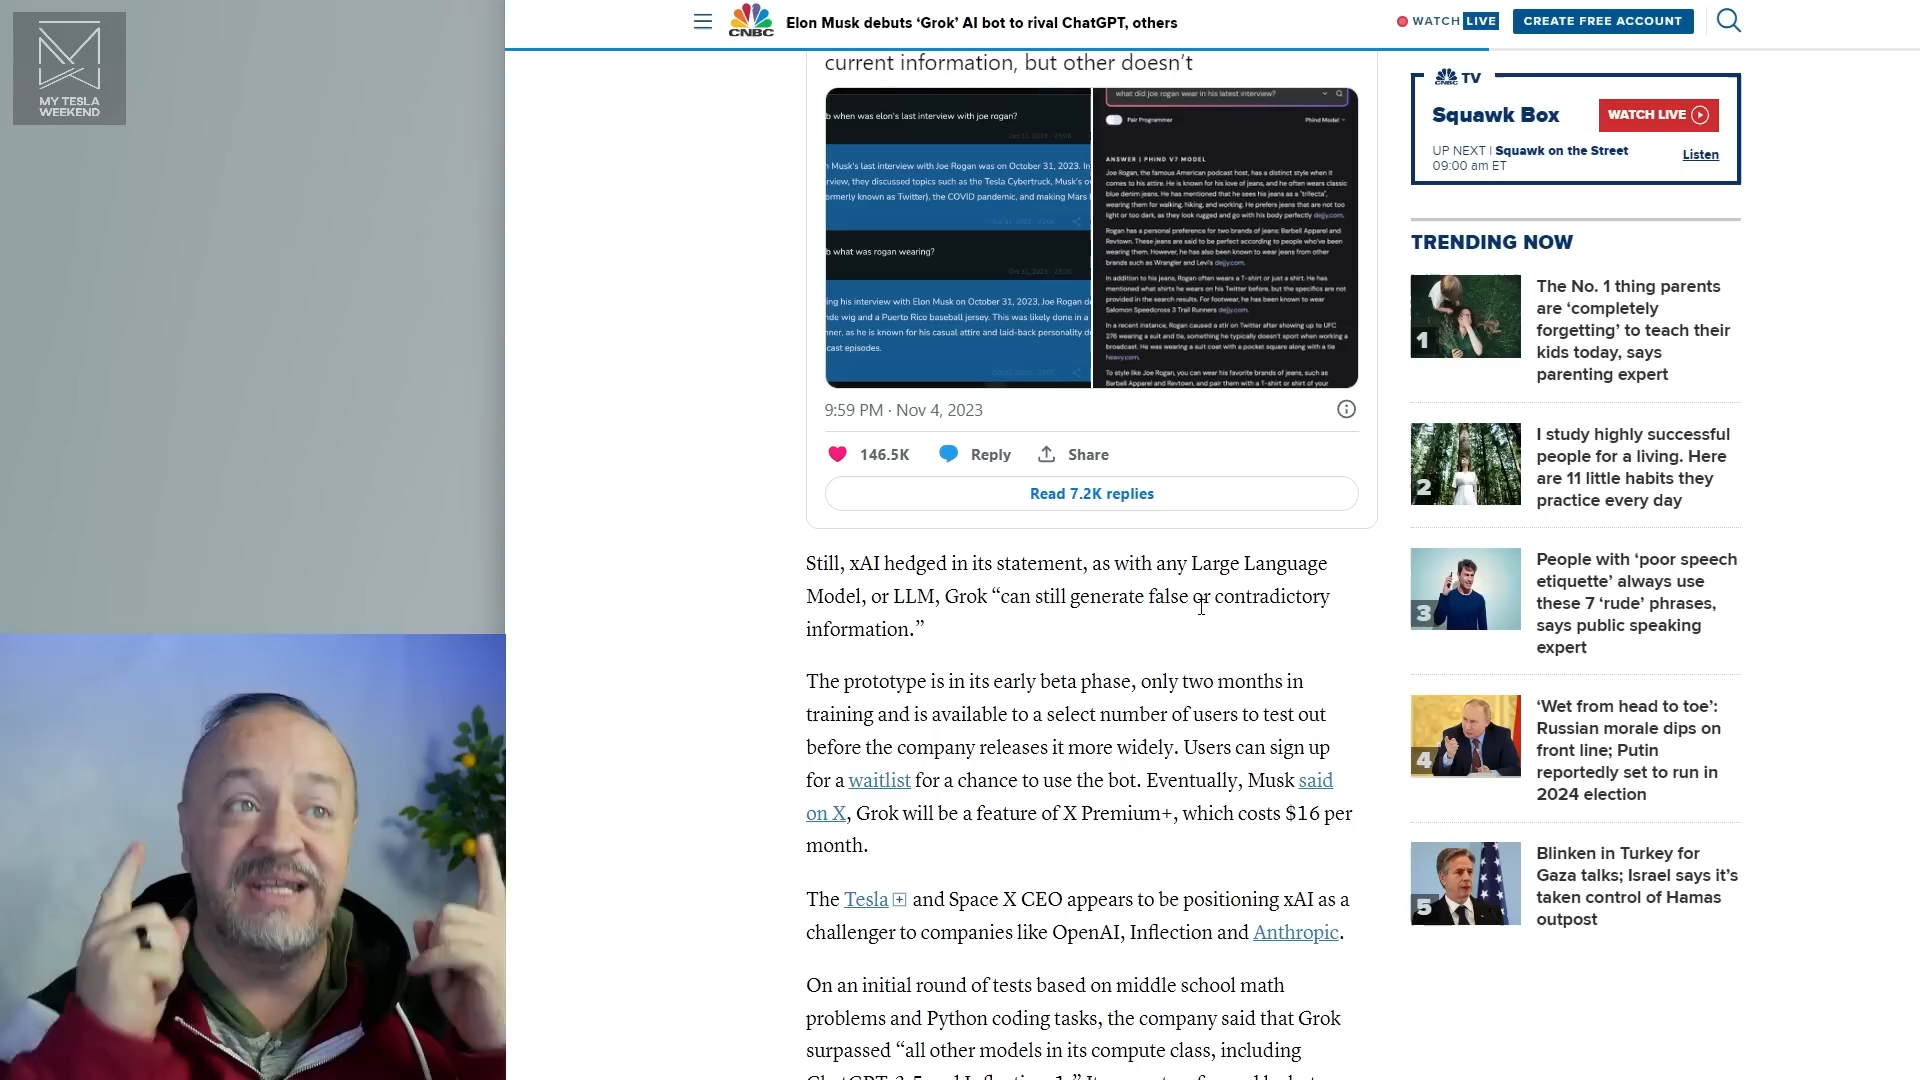 MY TESLA
WEEKEND
CNBC
Elon Musk debuts ‘Grok’ AI bot to rival ChatGPT, others
WATCH LIVE
CREATE FREE ACCOUNT
current information, but other doesn’t
b when was elon's last interview with joe rogan?
Musk's last interview with Joe Rogan was on October 31, 2023. In
rview, they discussed topics such as the Tesla Cybertruck, Musk's o
ormerly known as Twitter), the COVID pandemic, and making Mars
b what was rogan wearing?
ing his interview with Elon Musk on October 31, 2023, Joe Rogan d
nde wig and a Puerto Rico baseball jersey. This was likely done in a
nner, as he is known for his casual attire and laid-back personality d
cast episodes.
what did joe rogan wear in his latest interview?
Pair Programmer
Phind Model
ANSWER | PHIND V7 MODEL
Joe Rogan, the famous American podcast host, has a distinct style when it
comes to his attire. He is known for his love of jeans, and he often wears classic
blue denim jeans. He has mentioned that he sees his jeans as a "trifecta",
wearing them for walking, hiking, and working. He prefers jeans that are not too
light or too dark, as they look rugged and go with his body perfectly dejjy.com.
Rogan has a personal preference for two brands of jeans: Barbell Apparel and
Revtown. These jeans are said to be perfect according to people who've been
wearing them. However, he has also been known to wear jeans from other
brands such as Wrangler and Levi's dejjy.com.
In addition to his jeans, Rogan often wears a T-shirt or just a shirt. He has
mentioned what shirts he wears on his Twitter before, but the specifics are not
provided in the search results. For footwear, he has been known to wear
Salomon Speedcross 3 Trail Runners dejjy.com.
In a recent instance, Rogan caused a stir on Twitter after showing up to UFC
276 wearing a suit and tie, something he typically doesn't sport when working a
broadcast. He was wearing a suit coat with a pocket square along with a tie
heavy.com.
To style like Joe Rogan, you can wear his favorite brands of jeans, such as
Barbell Apparel and Revtown, and pair them with a T-shirt or shirt of your
9:59 PM · Nov 4, 2023
146.5K Reply Share
Read 7.2K replies
Still, xAI hedged in its statement, as with any Large Language
Model, or LLM, Grok “can still generate false or contradictory
information.”
The prototype is in its early beta phase, only two months in
training and is available to a select number of users to test out
before the company releases it more widely. Users can sign up
for a waitlist for a chance to use the bot. Eventually, Musk said
on X, Grok will be a feature of X Premium+, which costs $16 per
month.
The Tesla and Space X CEO appears to be positioning xAI as a
challenger to companies like OpenAI, Inflection and Anthropic.
On an initial round of tests based on middle school math
problems and Python coding tasks, the company said that Grok
surpassed “all other models in its compute class, including
CNBC TV
Squawk Box
WATCH LIVE
UP NEXT | Squawk on the Street
09:00 am ET
Listen
TRENDING NOW
1
The No. 1 thing parents
are ‘completely
forgetting’ to teach their
kids today, says
parenting expert
2
I study highly successful
people for a living. Here
are 11 little habits they
practice every day
3
People with ‘poor speech
etiquette’ always use
these 7 ‘rude’ phrases,
says public speaking
expert
4
‘Wet from head to toe’:
Russian morale dips on
front line; Putin
reportedly set to run in
2024 election
5
Blinken in Turkey for
Gaza talks; Israel says it’s
taken control of Hamas
outpost